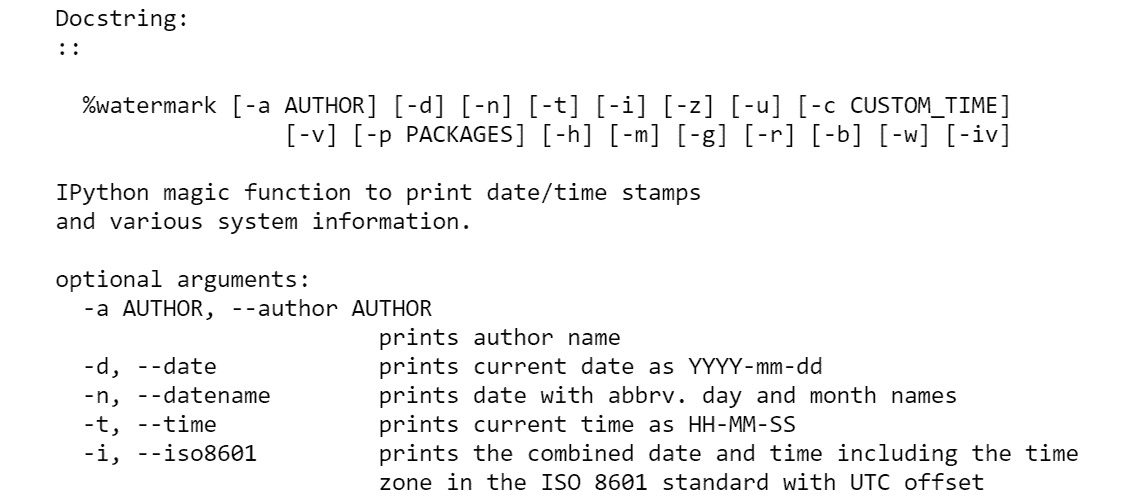 Docstring:
::
%watermark [-a AUTHOR] [-d] [-n] [-t] [-i] [-z] [-u] [-c CUSTOM_TIME]
[-v] [-p PACKAGES] [-h] [-m] [-g] [-r] [-b] [-w] [-iv]
IPython magic function to print date/time stamps
and various system information.
optional arguments:
-a AUTHOR, --author AUTHOR
prints author name
-d, --date prints current date as YYYY-mm-dd
-n, --datename prints date with abbrv. day and month names
-t, --time prints current time as HH-MM-SS
-i, --iso8601 prints the combined date and time including the time
zone in the ISO 8601 standard with UTC offset